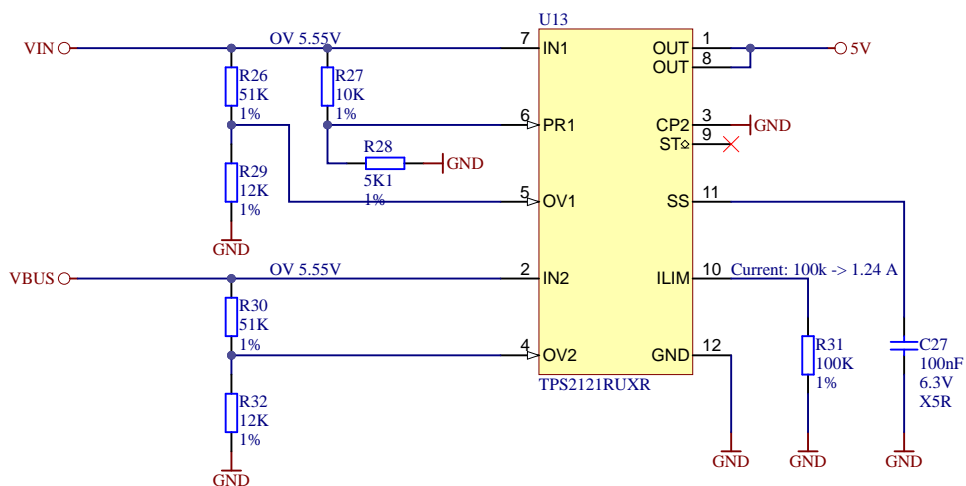 U13
VIN
OV 5.55V
7
IN1
OUT
1
OUT
8
5V
R26
51K
1%
R27
10K
1%
6
PR1
CP2
3
GND
ST
9
R28
5K1
1%
GND
R29
12K
1%
5
OV1
SS
11
GND
VBUS
OV 5.55V
2
IN2
ILIM
10
Current: 100k -> 1.24 A
R30
51K
1%
4
OV2
GND
12
R31
100K
1%
C27
100nF
6.3V
X5R
TPS2121RUXR
R32
12K
1%
GND
GND
GND
GND